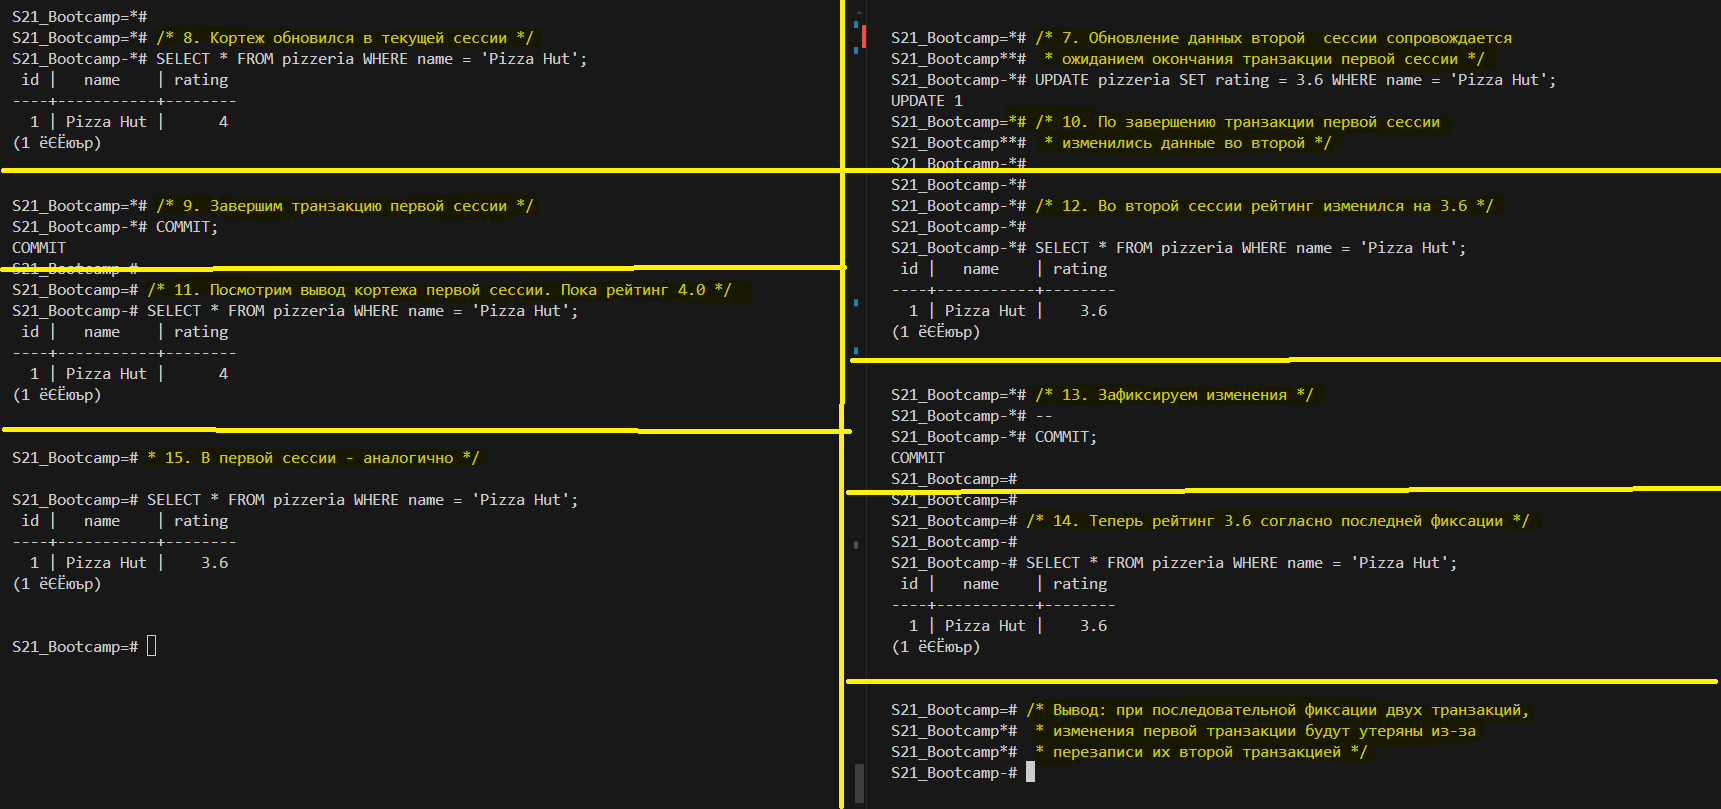 S21_Bootcamp=*#
S21_Bootcamp=*# /* 8. Кортеж обновился в текущей сессии */
S21_Bootcamp-*# SELECT * FROM pizzeria WHERE name = 'Pizza Hut';
 id |   name    | rating
----+-----------+--------
  1 | Pizza Hut |      4
(1 ёЄЁюър)
S21_Bootcamp=*# /* 9. Завершим транзакцию первой сессии */
S21_Bootcamp-*# COMMIT;
COMMIT
S21_Bootcamp-#
S21_Bootcamp=# /* 11. Посмотрим вывод кортежа первой сессии. Пока рейтинг 4.0 */
S21_Bootcamp-# SELECT * FROM pizzeria WHERE name = 'Pizza Hut';
 id |   name    | rating
----+-----------+--------
  1 | Pizza Hut |      4
(1 ёЄЁюър)
S21_Bootcamp=# * 15. В первой сессии - аналогично */
S21_Bootcamp=# SELECT * FROM pizzeria WHERE name = 'Pizza Hut';
 id |   name    | rating
----+-----------+--------
  1 | Pizza Hut |    3.6
(1 ёЄЁюър)
S21_Bootcamp=#
S21_Bootcamp=*# /* 7. Обновление данных второй  сессии сопровождается
S21_Bootcamp**#  * ожиданием окончания транзакции первой сессии */
S21_Bootcamp-*# UPDATE pizzeria SET rating = 3.6 WHERE name = 'Pizza Hut';
UPDATE 1
S21_Bootcamp=*# /* 10. По завершению транзакции первой сессии
S21_Bootcamp**#  * изменились данные во второй */
S21_Bootcamp-*#
S21_Bootcamp-*#
S21_Bootcamp-*# /* 12. Во второй сессии рейтинг изменился на 3.6 */
S21_Bootcamp-*#
S21_Bootcamp-*# SELECT * FROM pizzeria WHERE name = 'Pizza Hut';
 id |   name    | rating
----+-----------+--------
  1 | Pizza Hut |    3.6
(1 ёЄЁюър)
S21_Bootcamp=*# /* 13. Зафиксируем изменения */
S21_Bootcamp-*# --
S21_Bootcamp-*# COMMIT;
COMMIT
S21_Bootcamp=#
S21_Bootcamp=#
S21_Bootcamp=# /* 14. Теперь рейтинг 3.6 согласно последней фиксации */
S21_Bootcamp-#
S21_Bootcamp-# SELECT * FROM pizzeria WHERE name = 'Pizza Hut';
 id |   name    | rating
----+-----------+--------
  1 | Pizza Hut |    3.6
(1 ёЄЁюър)
S21_Bootcamp=# /* Вывод: при последовательной фиксации двух транзакций,
S21_Bootcamp*#  * изменения первой транзакции будут утеряны из-за
S21_Bootcamp*#  * перезаписи их второй транзакцией */
S21_Bootcamp-#